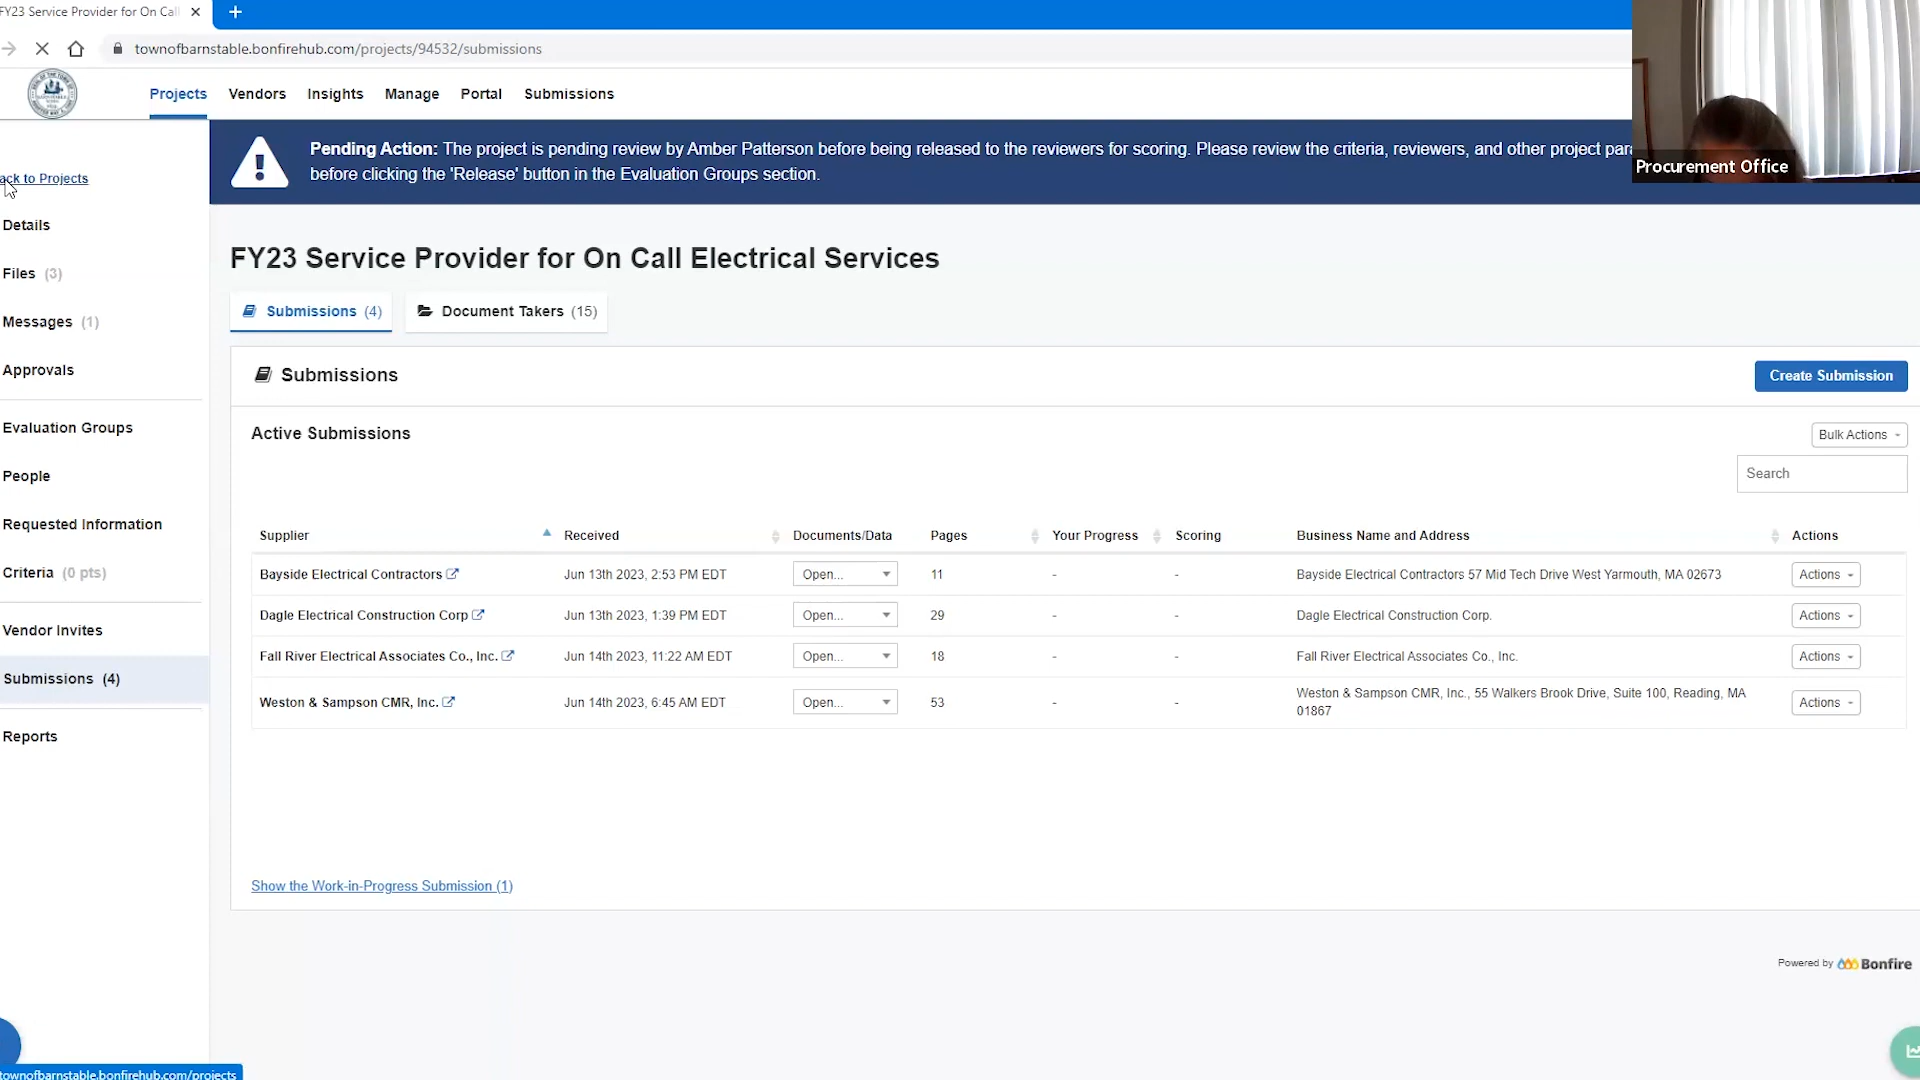 FY23 Service Provider for On Call
townofbarnstable.bonfirehub.com/projects/94532/submissions
Projects Vendors Insights Manage Portal Submissions
Pending Action: The project is pending review by Amber Patterson before being released to the reviewers for scoring. Please review the criteria, reviewers, and other project para
before clicking the 'Release' button in the Evaluation Groups section.
Procurement Office
ack to Projects
Details
Files (3)
Messages (1)
Approvals
Evaluation Groups
People
Requested Information
Criteria (0 pts)
Vendor Invites
Submissions (4)
Reports
FY23 Service Provider for On Call Electrical Services
Submissions (4) Document Takers (15)
Submissions
Create Submission
Active Submissions
Bulk Actions
Search
Supplier Received Documents/Data Pages Your Progress Scoring Business Name and Address Actions
Bayside Electrical Contractors Jun 13th 2023, 2:53 PM EDT Open... 11 - - Bayside Electrical Contractors 57 Mid Tech Drive West Yarmouth, MA 02673 Actions
Dagle Electrical Construction Corp Jun 13th 2023, 1:39 PM EDT Open... 29 - - Dagle Electrical Construction Corp. Actions
Fall River Electrical Associates Co., Inc. Jun 14th 2023, 11:22 AM EDT Open... 18 - - Fall River Electrical Associates Co., Inc. Actions
Weston & Sampson CMR, Inc. Jun 14th 2023, 6:45 AM EDT Open... 53 - - Weston & Sampson CMR, Inc., 55 Walkers Brook Drive, Suite 100, Reading, MA
01867 Actions
Show the Work-in-Progress Submission (1)
Powered by Bonfire
townofbarnstable.bonfirehub.com/projects